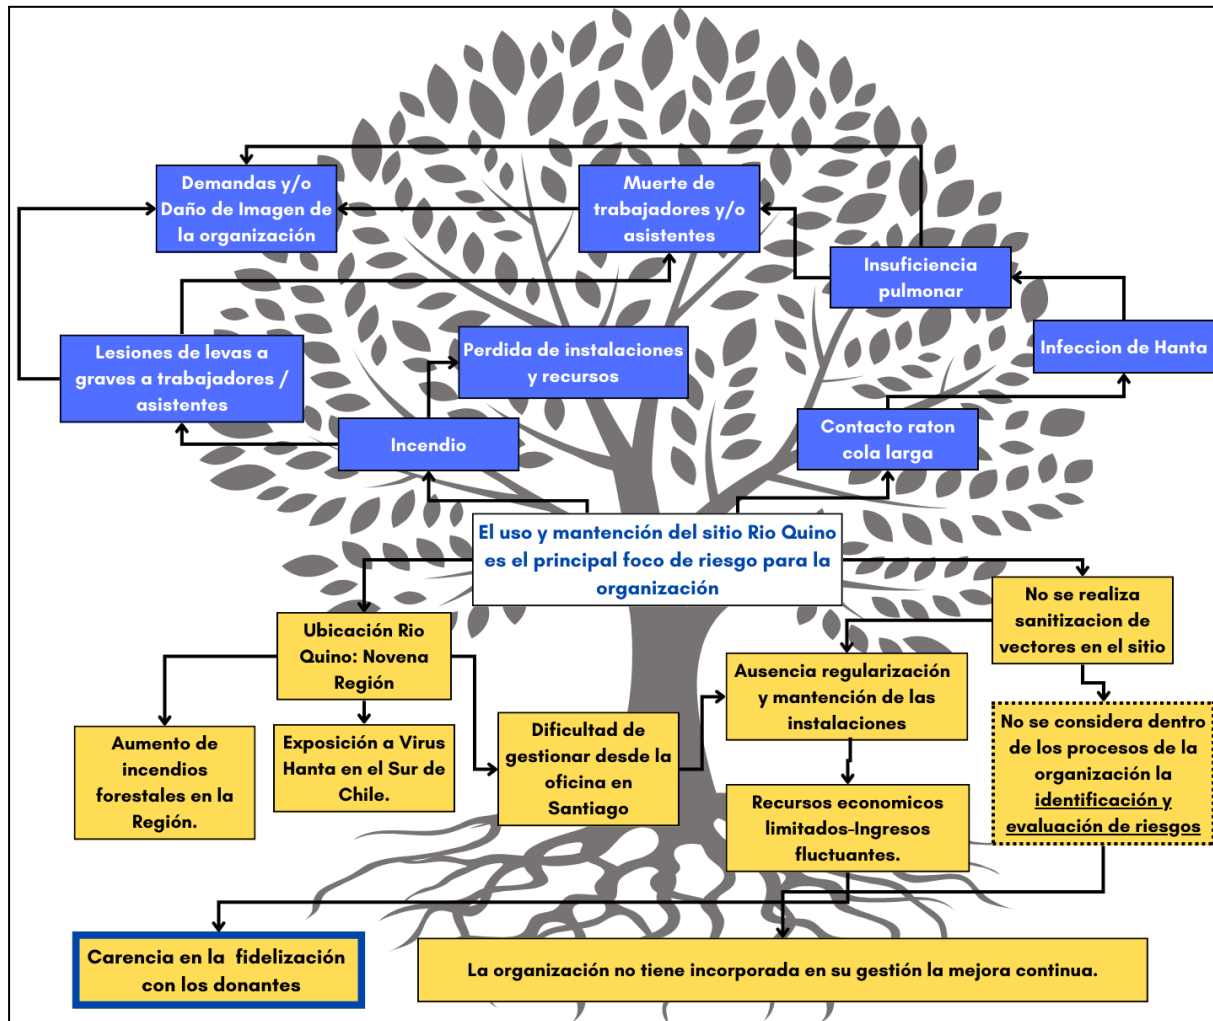 Demandas y/o
Daño de Imagen de
la organización
Muerte de
trabajadores y/o
asistentes
Insuficiencia
pulmonar
Lesiones de levas a
graves a trabajadores /
asistentes
Perdida de instalaciones
y recursos
Infeccion de Hanta
Incendio
Contacto raton
cola larga
El uso y mantención del sitio Rio Quino
es el principal foco de riesgo para la
organización
Ubicación Rio
Quino: Novena
Región
No se realiza
sanitizacion de
vectores en el sitio
Ausencia regularización
y mantención de las
instalaciones
Aumento de
incendios
forestales en la
Región.
Exposición a Virus
Hanta en el Sur de
Chile.
Dificultad de
gestionar desde la
oficina en
Santiago
No se considera dentro
de los procesos de la
organización la
identificación y
evaluación de riesgos
Recursos economicos
limitados-Ingresos
fluctuantes.
Carencia en la fidelización
con los donantes
La organización no tiene incorporada en su gestión la mejora continua.